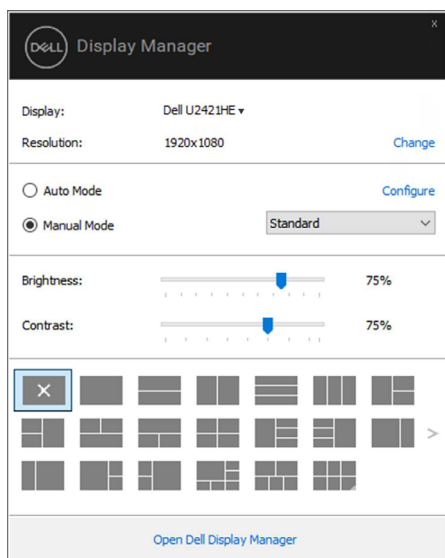 x
DELL Display Manager
Display: Dell U2421HE
Resolution: 1920x1080 Change
Auto Mode Configure
Manual Mode Standard
Brightness: 75%
Contrast: 75%
Open Dell Display Manager